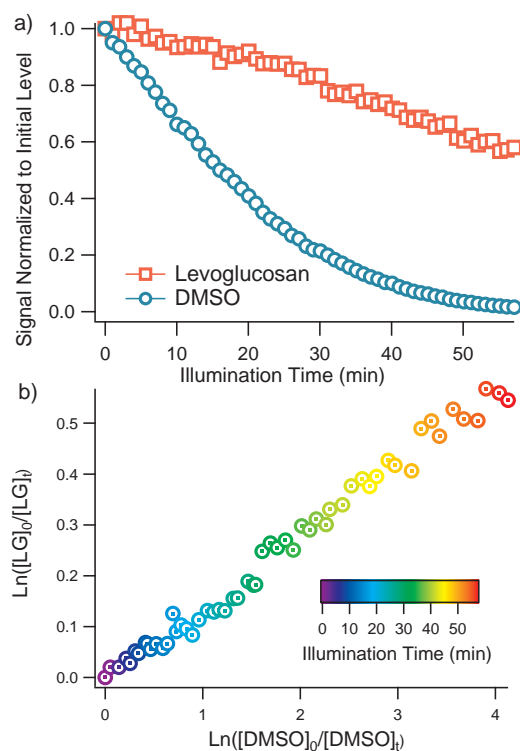 a)
Signal Normalized to Initial Level
1.0
0.8
0.6
0.4
0.2
0.0
Levoglucosan
DMSO
0 10 20 30 40 50
Illumination Time (min)
b)
Ln([LG]0/[LG]t)
0.5
0.4
0.3
0.2
0.1
0.0
0 10 20 30 40 50
Illumination Time (min)
0 1 2 3 4
Ln([DMSO]0/[DMSO]t)